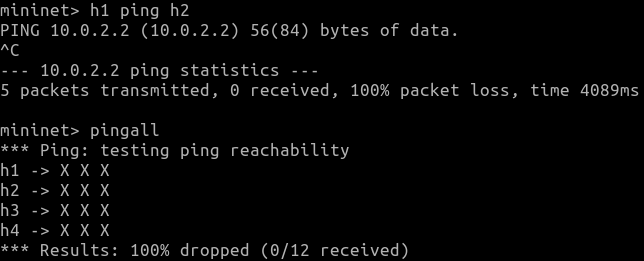 mininet> h1 ping h2
PING 10.0.2.2 (10.0.2.2) 56(84) bytes of data.
^C
--- 10.0.2.2 ping statistics ---
5 packets transmitted, 0 received, 100% packet loss, time 4089ms

mininet> pingall
*** Ping: testing ping reachability
h1 -> X X X
h2 -> X X X
h3 -> X X X
h4 -> X X X
*** Results: 100% dropped (0/12 received)